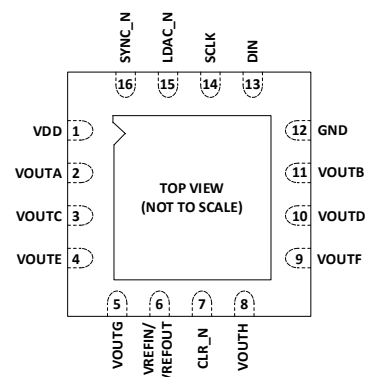 SYNC_N
LDAC_N
SCLK
DIN
16
15
14
13
VDD 1
12 GND
VOUTA 2
11 VOUTB
VOUTC 3
10 VOUTD
VOUTE 4
9 VOUTF
TOP VIEW
(NOT TO SCALE)
5
6
7
8
VOUTG
VREFIN/
VREFOUT
CLR_N
VOUTH